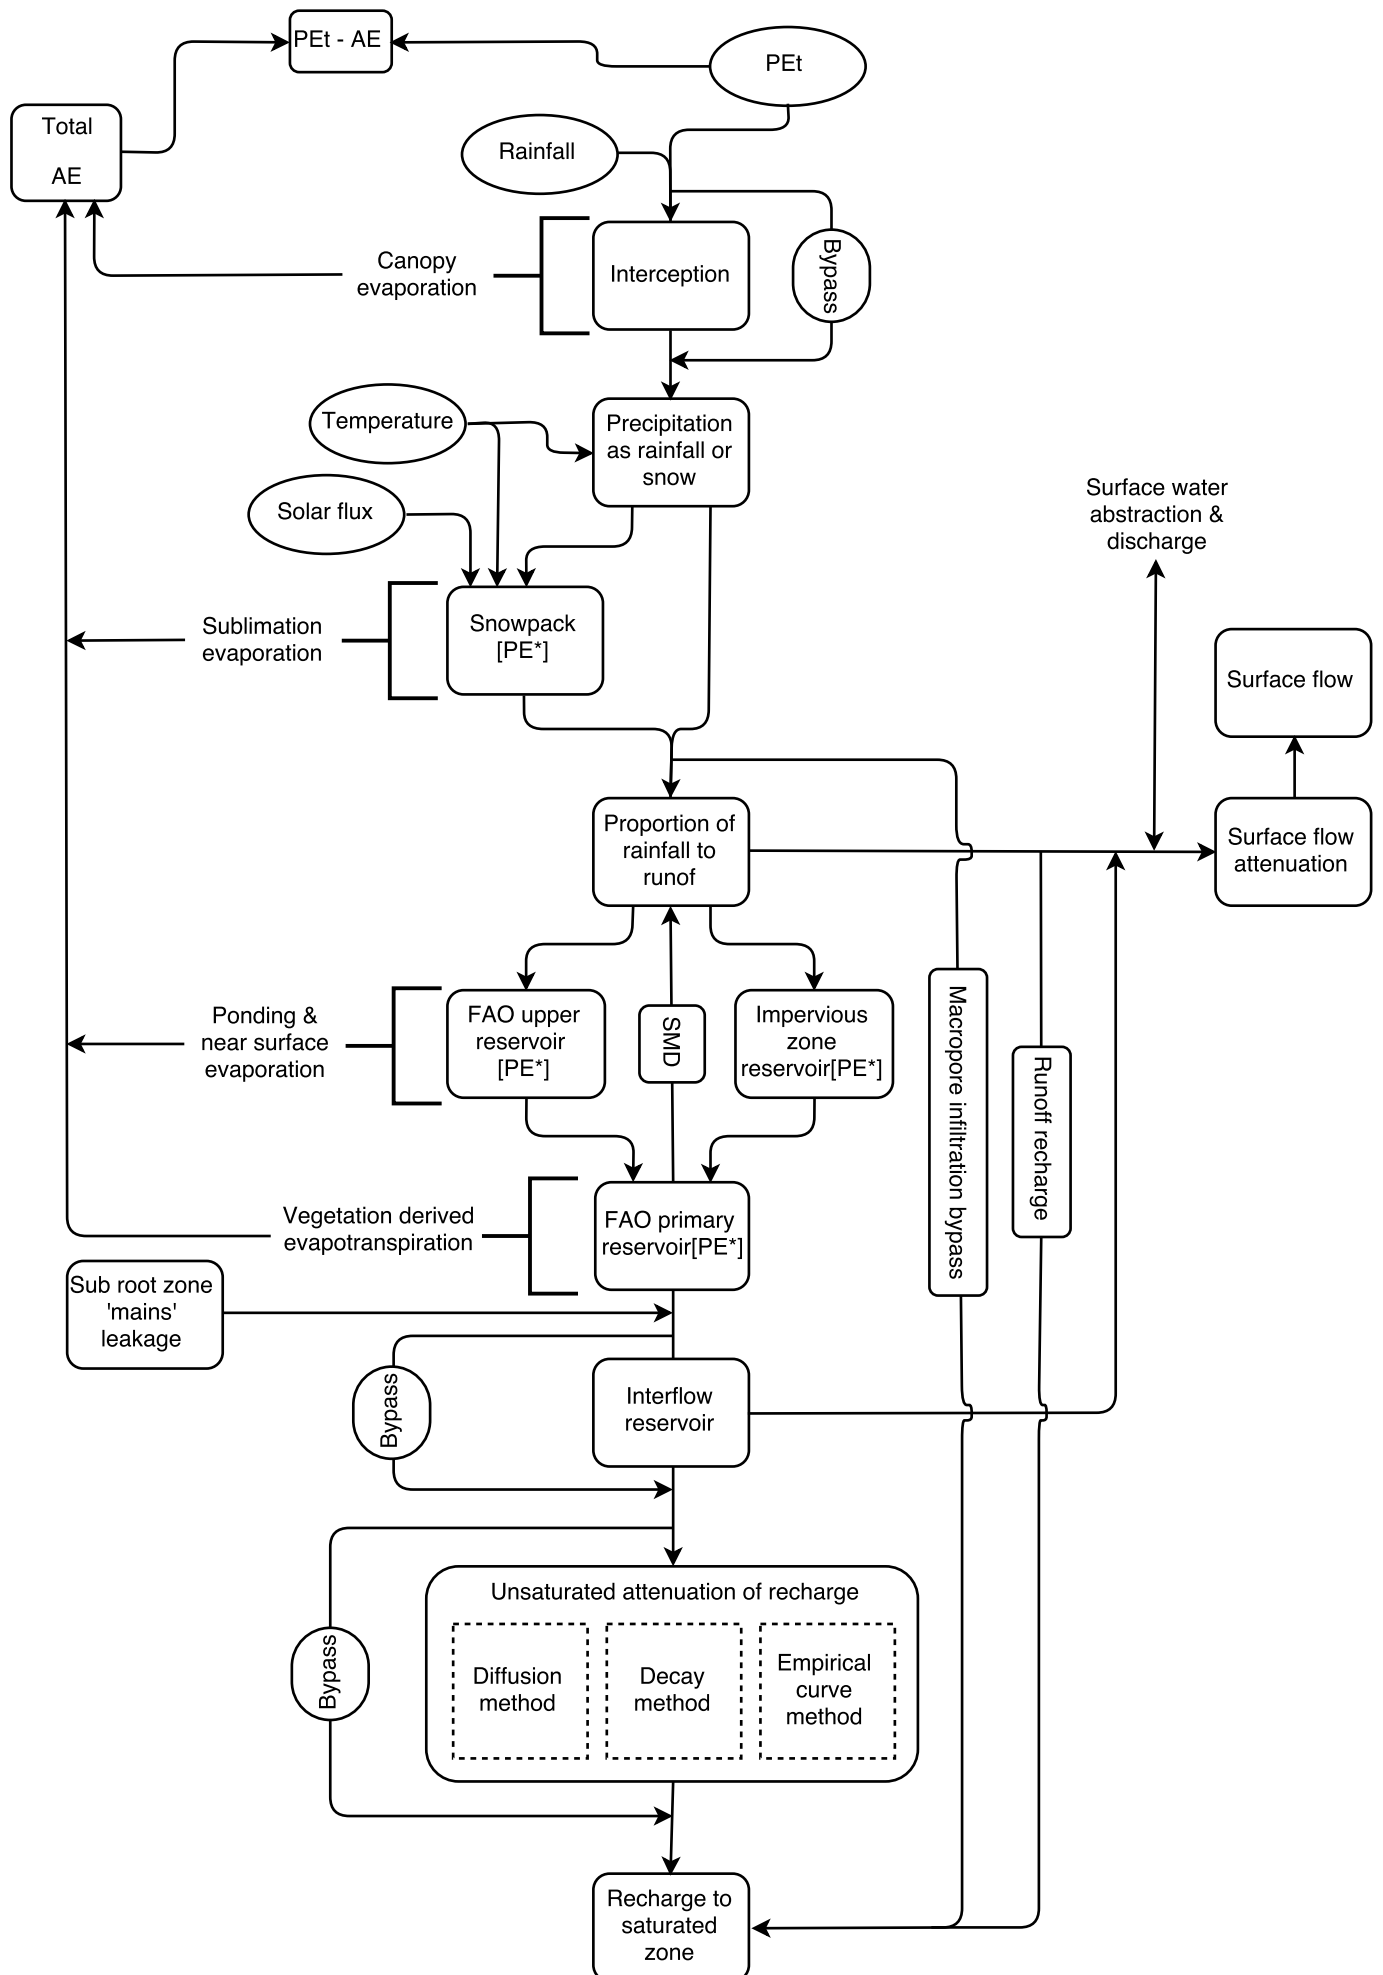 PEt - AE
PEt
Total
AE
Rainfall
Canopy
evaporation
Interception
Bypass
Temperature
Precipitation
as rainfall or
snow
Solar flux
Surface water
abstraction &
discharge
Sublimation
evaporation
Snowpack
[PE*]
Surface flow
Proportion of
rainfall to
runof
Surface flow
attenuation
Ponding &
near surface
evaporation
FAO upper
reservoir
[PE*]
SMD
Impervious
zone
reservoir[PE*]
Macropore infiltration bypass
Runoff recharge
Vegetation derived
evapotranspiration
FAO primary
reservoir[PE*]
Sub root zone
'mains'
leakage
Bypass
Interflow
reservoir
Unsaturated attenuation of recharge
Bypass
Diffusion
method
Decay
method
Empirical
curve
method
Recharge to
saturated
zone